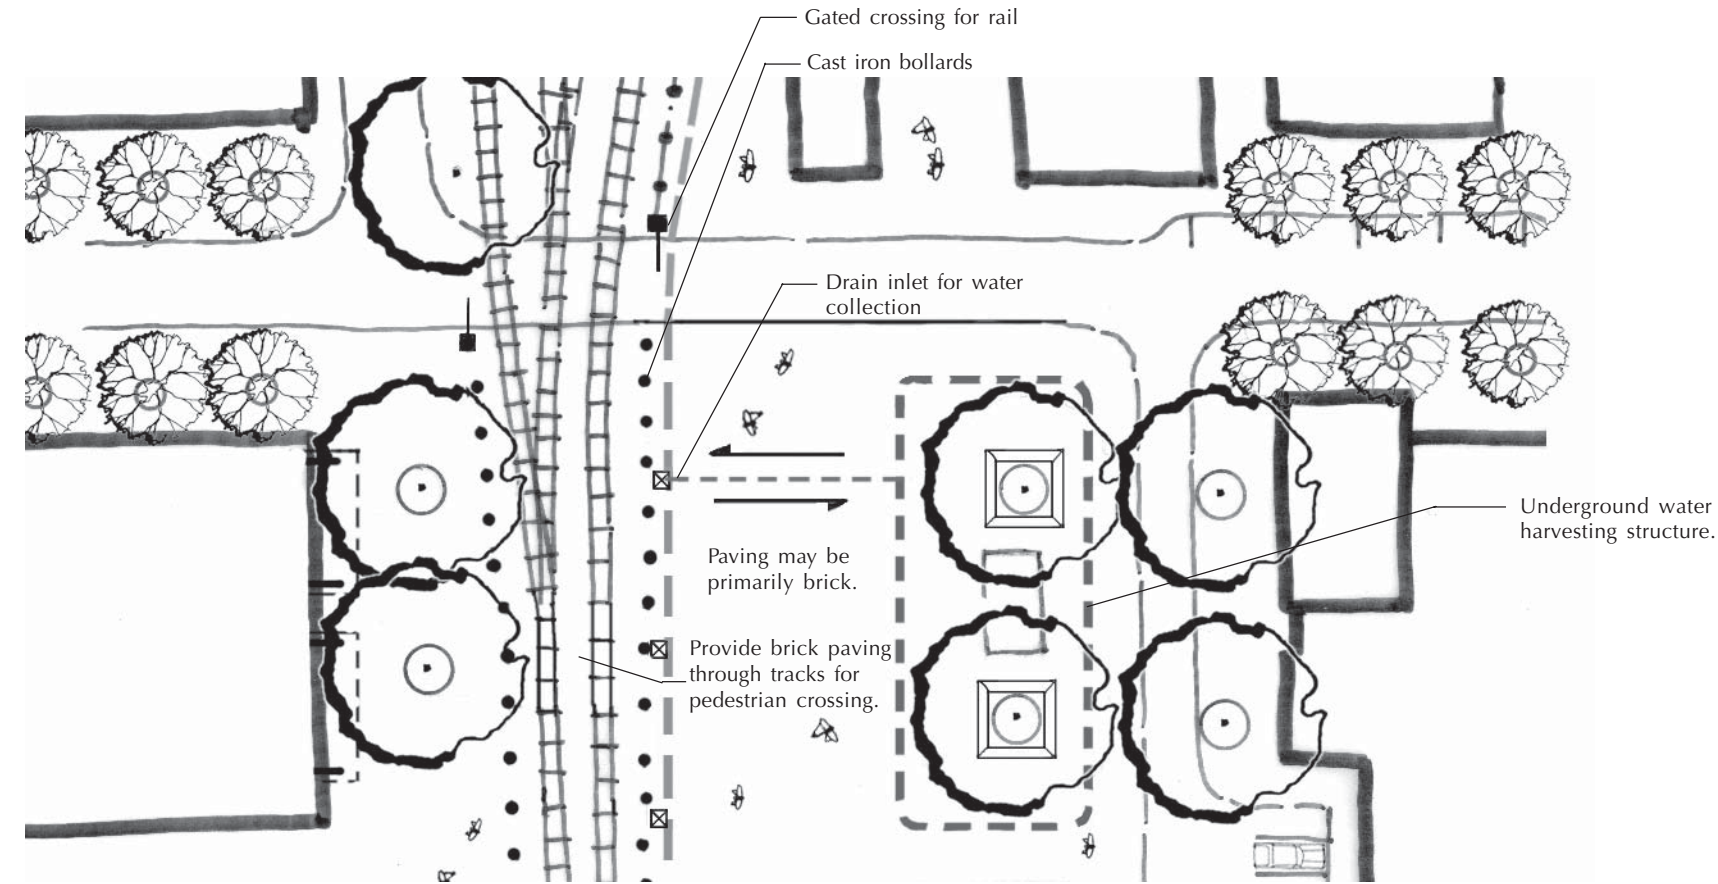 Gated crossing for rail
Cast iron bollards
Drain inlet for water
collection
Underground water
harvesting structure.
Paving may be
primarily brick.
Provide brick paving
through tracks for
pedestrian crossing.